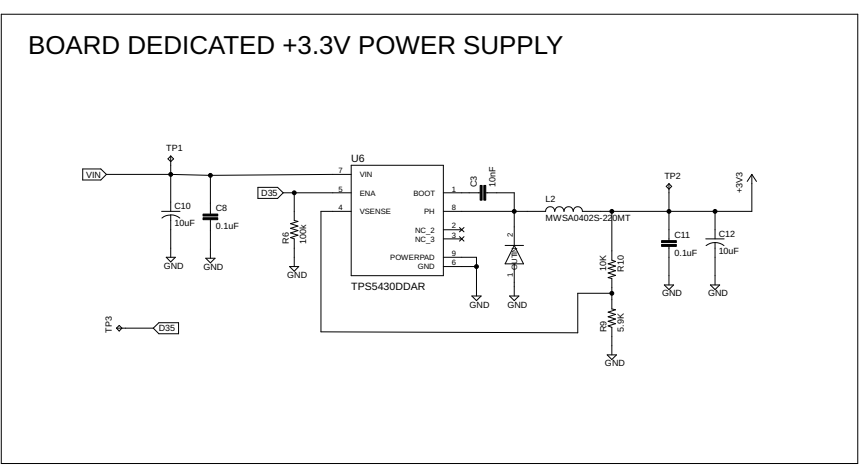 BOARD DEDICATED +3.3V POWER SUPPLY
TP1
VIN
C10
10uF
GND
C8
0.1uF
GND
TP3
D35
D35
R6
100k
GND
U6
7 VIN
5 ENA
4 VSENSE
BOOT 1
PH 8
NC_2 2
NC_3 3
POWERPAD 9
GND 6
TPS5430DDAR
GND
C3
10nF
2
1
GND
L2
MWSA0402S-220MT
10K
R10
R9
5.9K
GND
TP2
C11
0.1uF
GND
C12
10uF
GND
+3V3